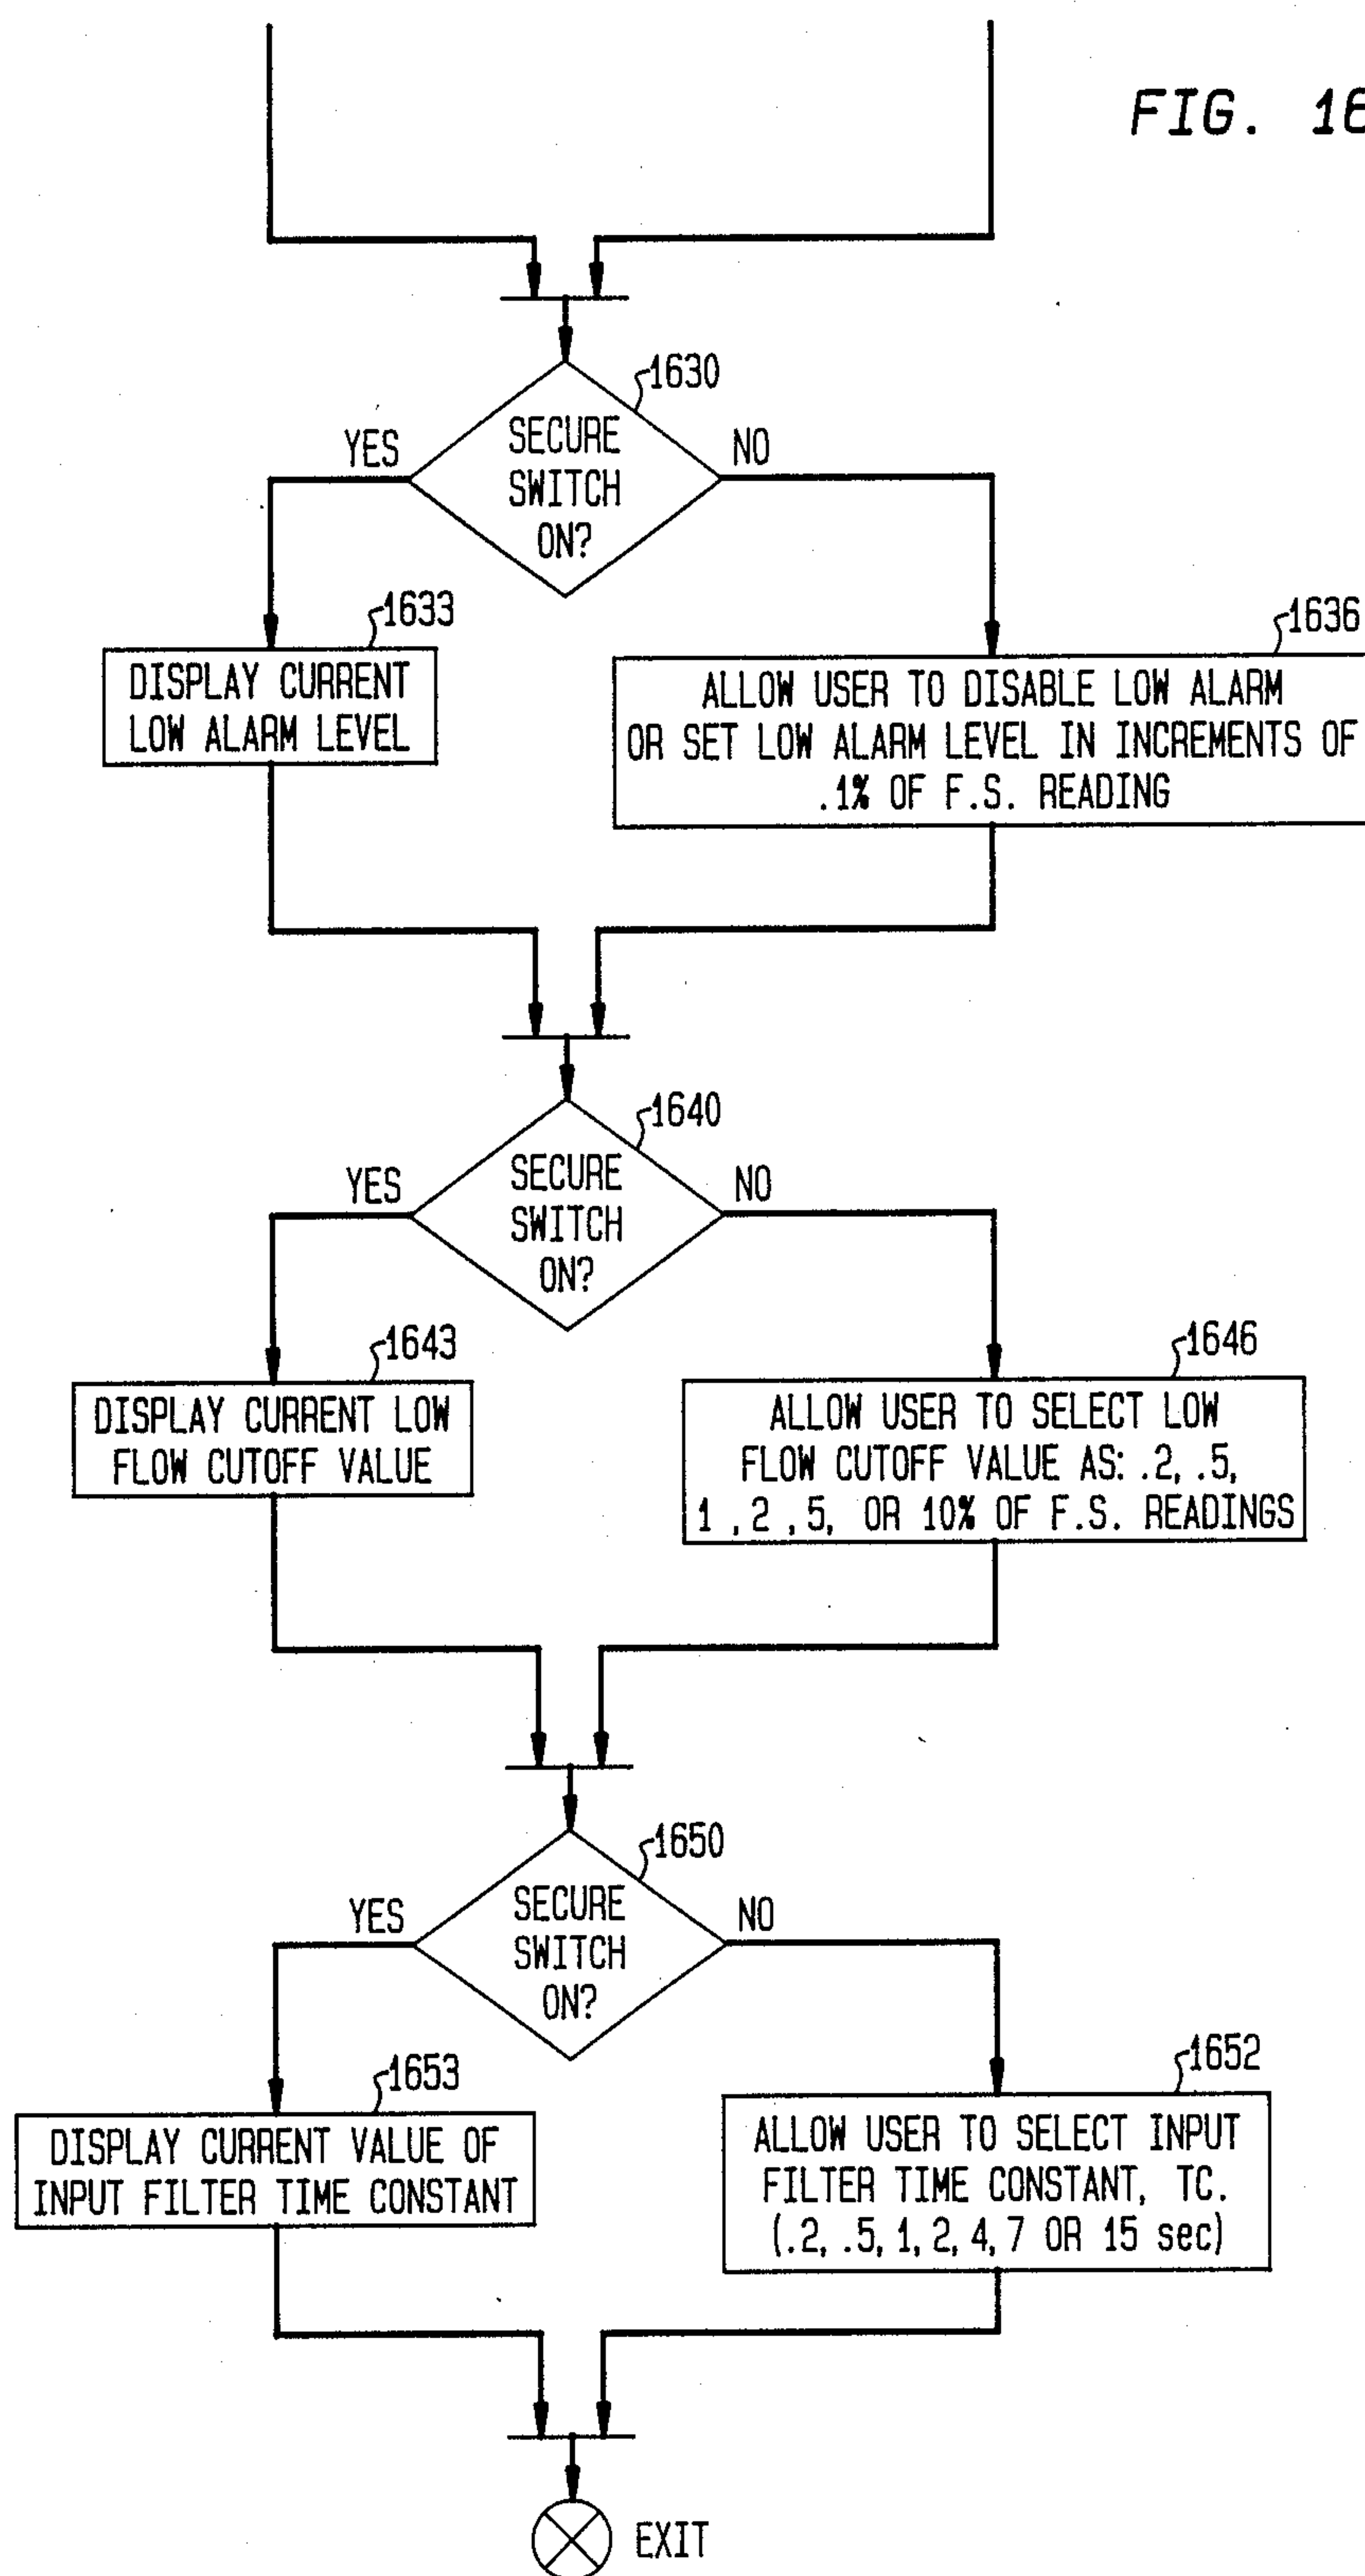 FIG. 16
1630
YES
SECURE
SWITCH
ON?
NO
1633
DISPLAY CURRENT
LOW ALARM LEVEL
1636
ALLOW USER TO DISABLE LOW ALARM
OR SET LOW ALARM LEVEL IN INCREMENTS OF
.1% OF F.S. READING
1640
YES
SECURE
SWITCH
ON?
NO
1643
DISPLAY CURRENT LOW
FLOW CUTOFF VALUE
1646
ALLOW USER TO SELECT LOW
FLOW CUTOFF VALUE AS: .2, .5,
1 , 2 , 5, OR 10% OF F.S. READINGS
1650
YES
SECURE
SWITCH
ON?
NO
1653
DISPLAY CURRENT VALUE OF
INPUT FILTER TIME CONSTANT
1652
ALLOW USER TO SELECT INPUT
FILTER TIME CONSTANT, TC.
(.2, .5, 1, 2, 4, 7 OR 15 sec)
EXIT